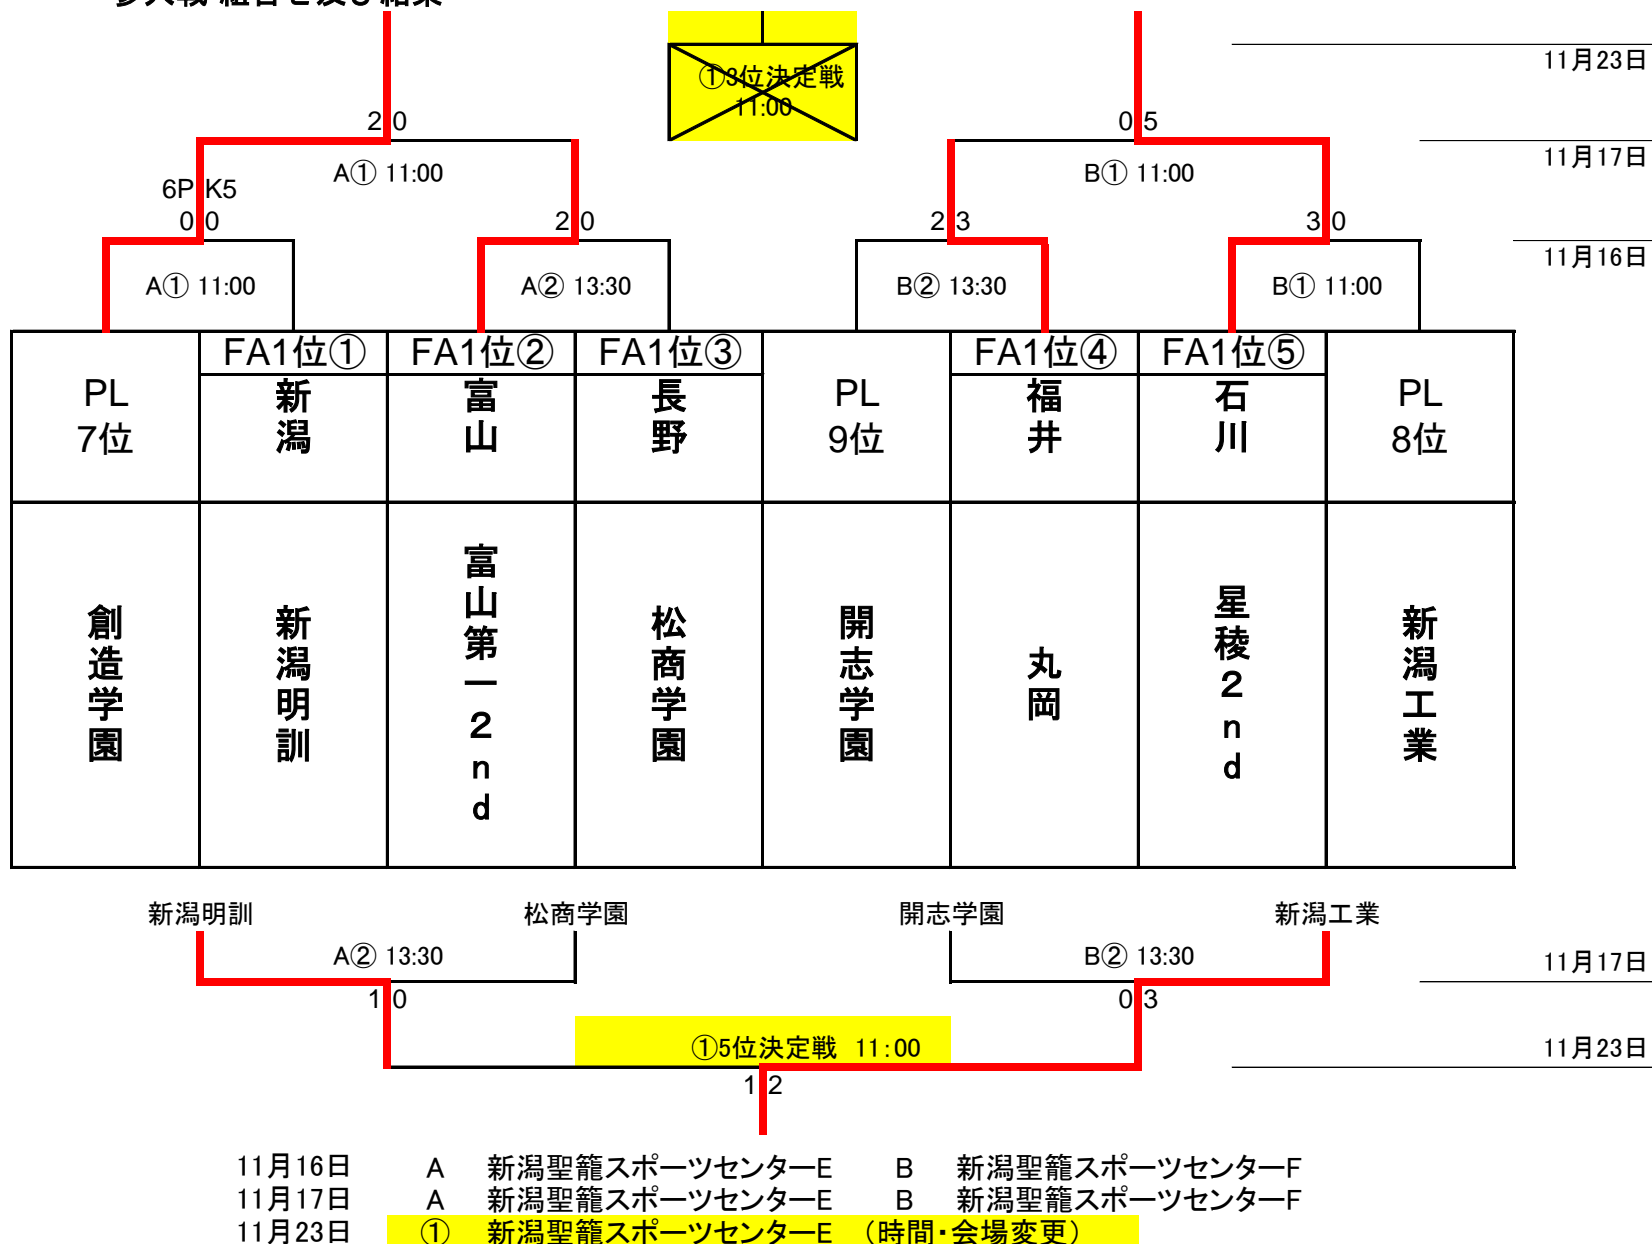 ①3位決定戦
11:00
11月23日
2 0
0 5
A① 11:00
B① 11:00
11月17日
6P K5
0 0
2 0
2 3
3 0
A① 11:00
A② 13:30
B② 13:30
B① 11:00
11月16日
PL
7位
FA1位①
新潟
FA1位②
富山
FA1位③
長野
PL
9位
FA1位④
福井
FA1位⑤
石川
PL
8位
創造学園
新潟明訓
富山第一2nd
松商学園
開志学園
丸岡
星稜2nd
新潟工業
新潟明訓
松商学園
開志学園
新潟工業
A② 13:30
B② 13:30
11月17日
1 0
0 3
①5位決定戦 11:00
11月23日
1 2
11月16日 A 新潟聖籠スポーツセンターE B 新潟聖籠スポーツセンターF
11月17日 A 新潟聖籠スポーツセンターE B 新潟聖籠スポーツセンターF
11月23日 ① 新潟聖籠スポーツセンターE （時間・会場変更）